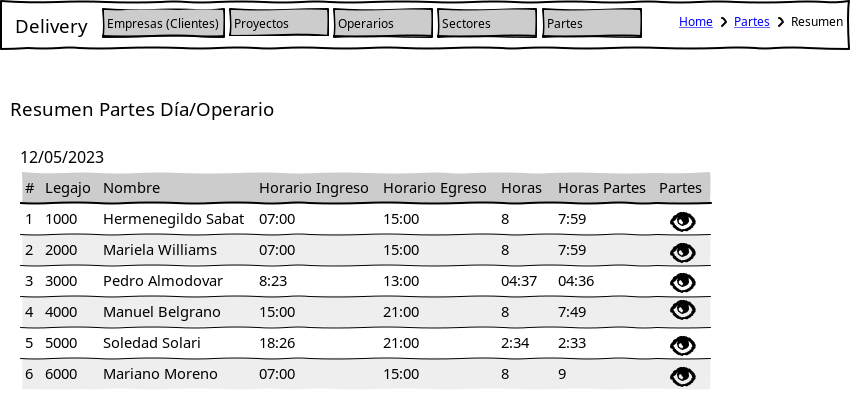 Delivery Empresas (Clientes) Proyectos Operarios Sectores Partes Home > Partes > Resumen
Resumen Partes Día/Operario
12/05/2023
# Legajo Nombre Horario Ingreso Horario Egreso Horas Horas Partes Partes
1 1000 Hermenegildo Sabat 07:00 15:00 8 7:59
2 2000 Mariela Williams 07:00 15:00 8 7:59
3 3000 Pedro Almodovar 8:23 13:00 04:37 04:36
4 4000 Manuel Belgrano 15:00 21:00 8 7:49
5 5000 Soledad Solari 18:26 21:00 2:34 2:33
6 6000 Mariano Moreno 07:00 15:00 8 9